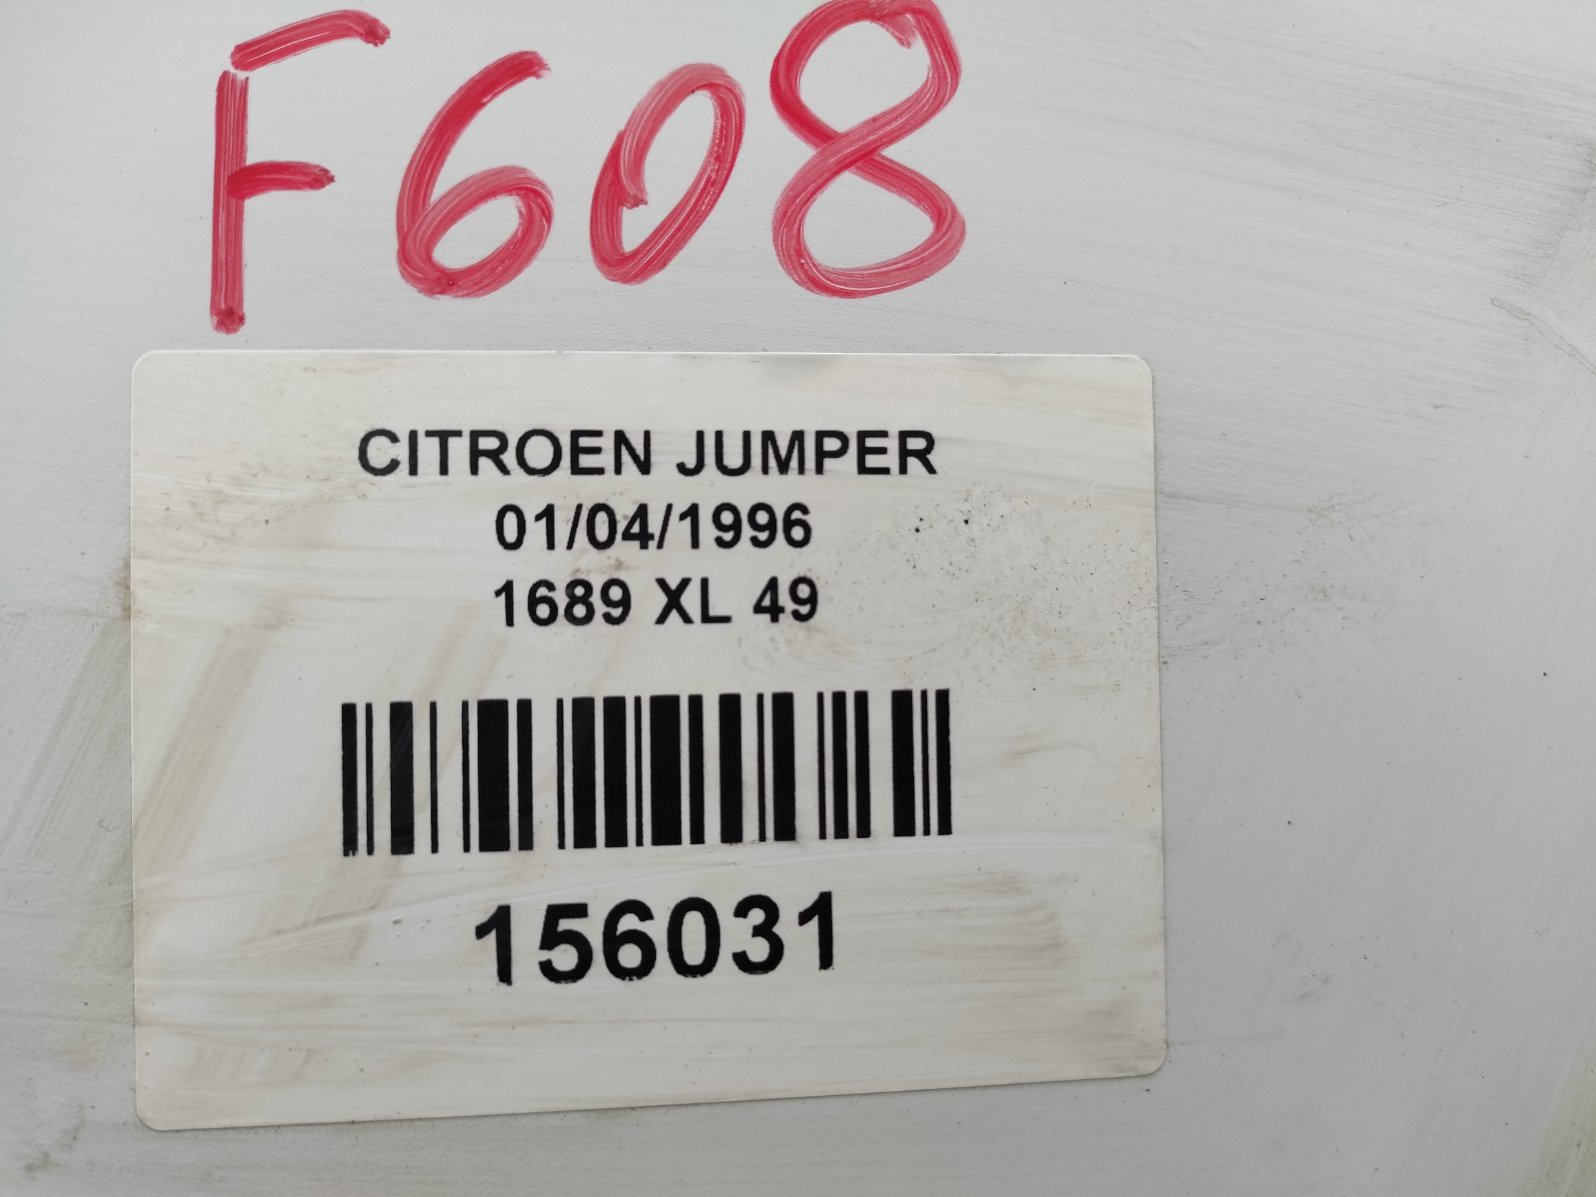 F608
CITROEN JUMPER
01/04/1996
1689 XL 49
156031